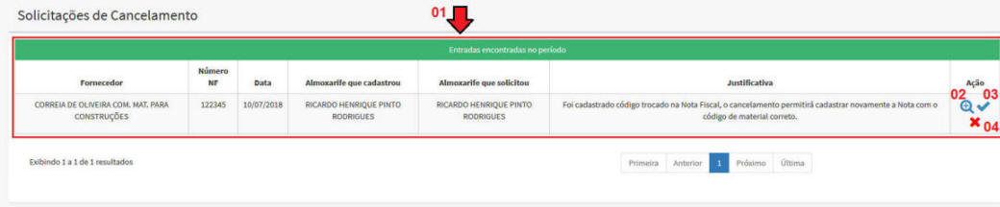 Solicitações de Cancelamento
01
Entradas encontradas no período
Fornecedor
Número
NF
Data
Almoxarife que cadastrou
Almoxarife que solicitou
Justificativa
Ação
CORREIA DE OLIVEIRA COM. MAT. PARA
CONSTRUÇÕES
122345
10/07/2018
RICARDO HENRIQUE PINTO
RODRIGUES
RICARDO HENRIQUE PINTO
RODRIGUES
Foi cadastrado código trocado na Nota Fiscal, o cancelamento permitirá cadastrar novamente a Nota com o
código de material correto.
02
03
04
Exibindo 1 a 1 de 1 resultados
Primeira
Anterior
1
Próximo
Última